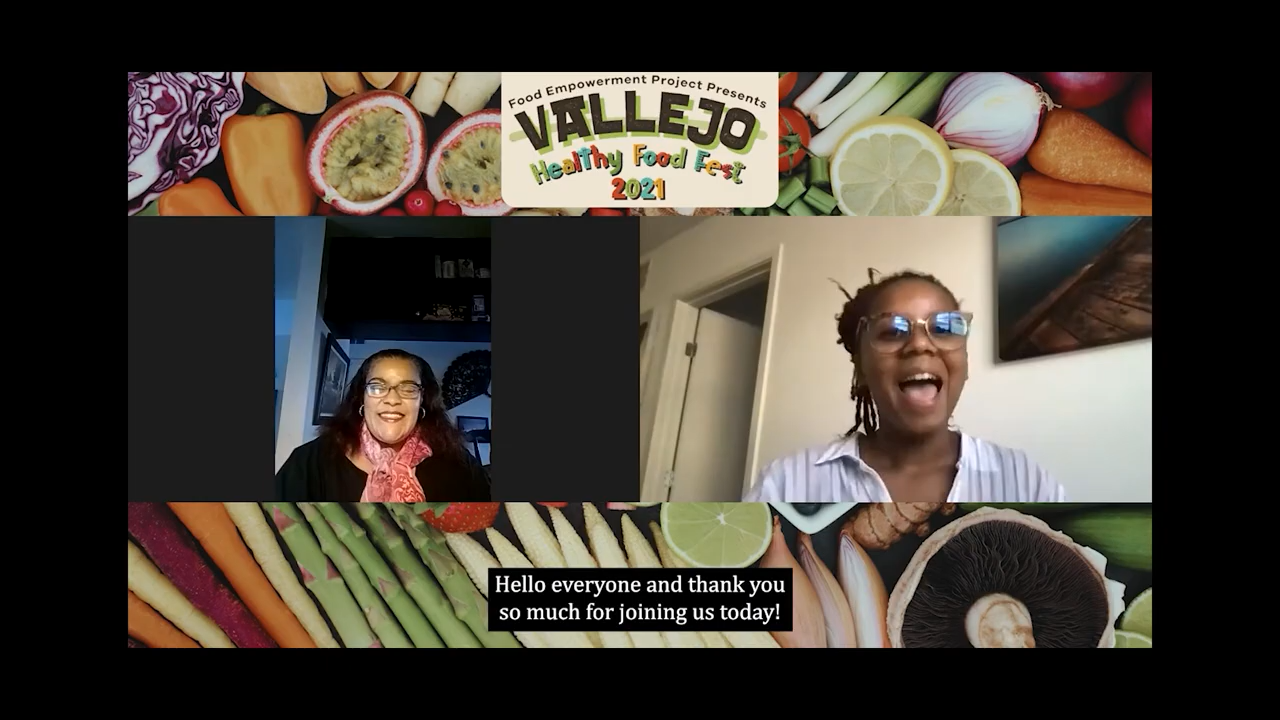 Food Empowerment Project Presents
VALLEJO
Healthy Food Fest
2021
Hello everyone and thank you
so much for joining us today!